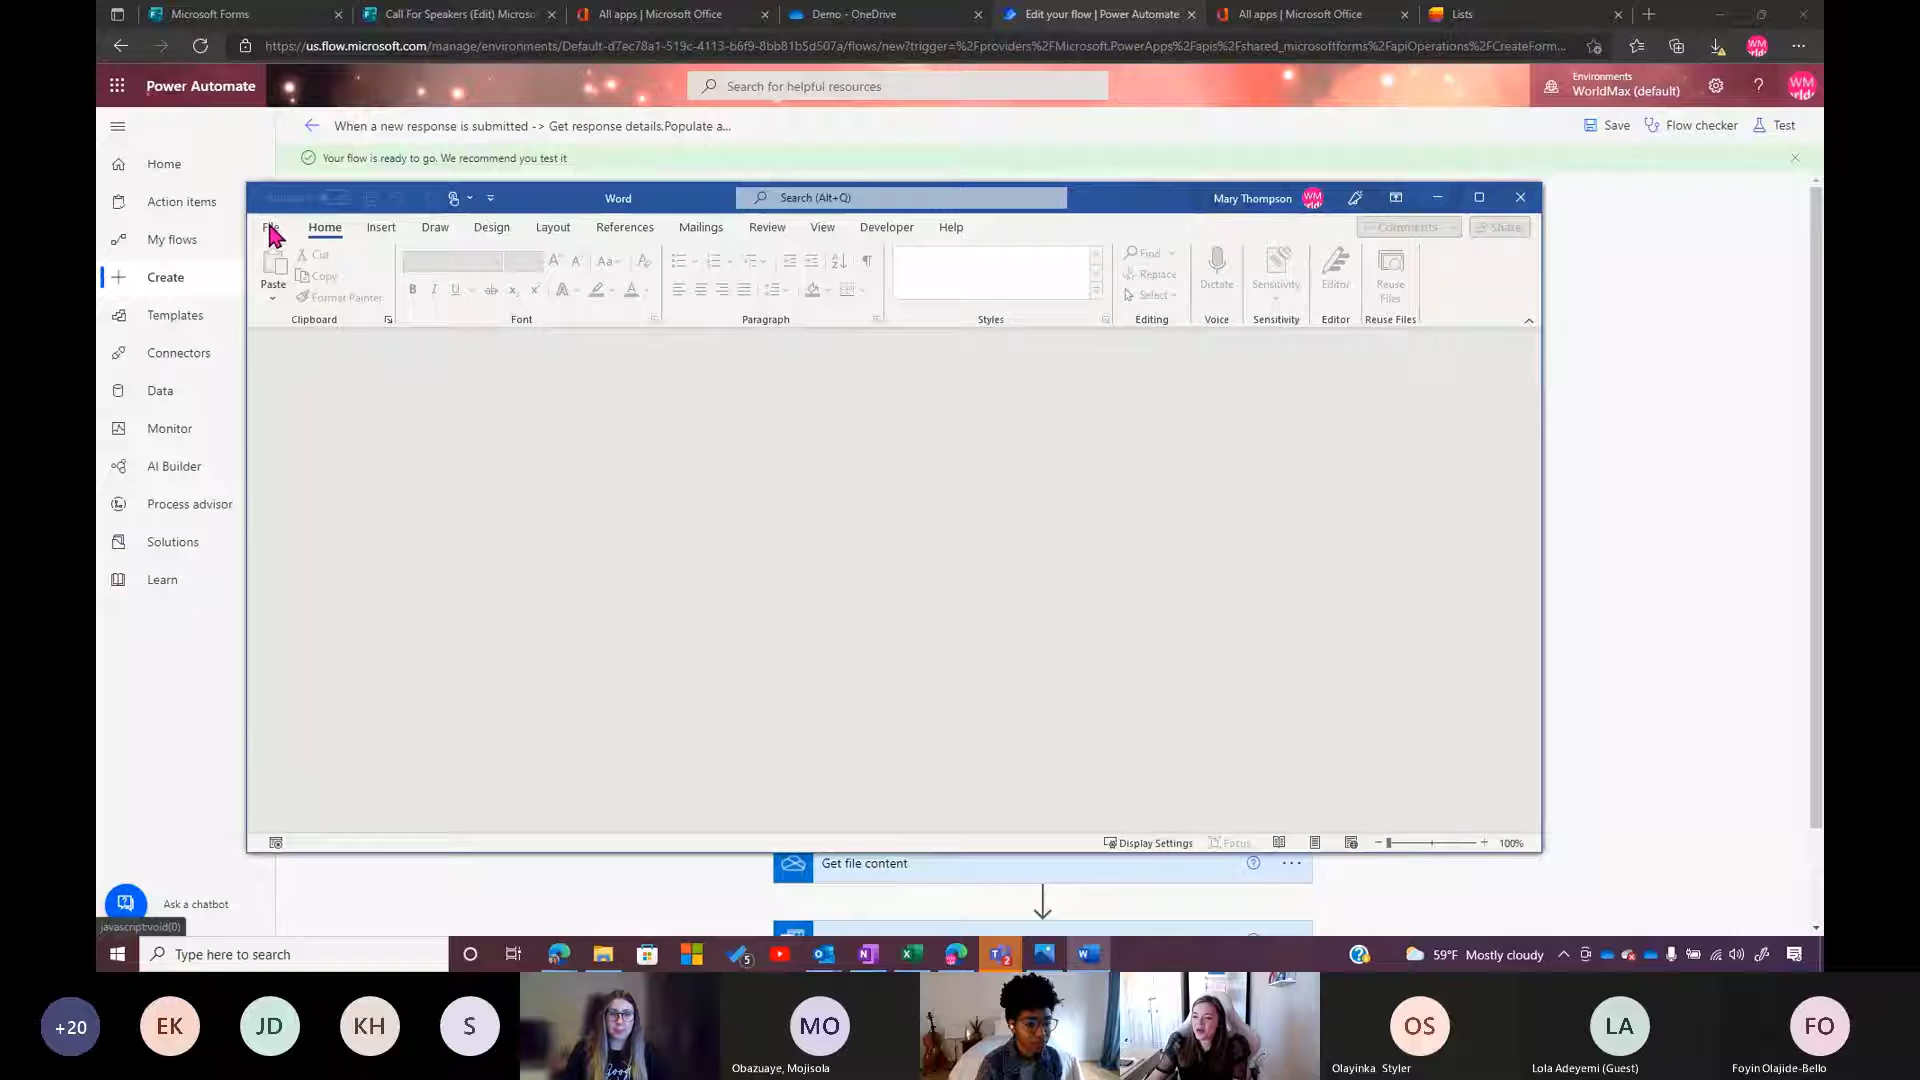 Microsoft Forms
Call For Speakers (Edit) Microso
All apps | Microsoft Office
Demo - OneDrive
Edit your flow | Power Automate
All apps | Microsoft Office
Lists
https://us.flow.microsoft.com/manage/environments/Default-d7ec78a1-519c-4113-b6f9-8bb81b5d507a/flows/new?trigger=%2Fproviders%2FMicrosoft.PowerApps%2Fapis%2Fshared_microsoftforms%2FapiOperations%2FCreateForm...
Power Automate
Search for helpful resources
Environments
WorldMax (default)
When a new response is submitted -> Get response details,Populate a...
Save
Flow checker
Test
Your flow is ready to go. We recommend you test it
Home
Action items
My flows
Create
Templates
Connectors
Data
Monitor
AI Builder
Process advisor
Solutions
Learn
Ask a chatbot
javascript:void(0)
Word
Search (Alt+Q)
Mary Thompson
File
Home
Insert
Draw
Design
Layout
References
Mailings
Review
View
Developer
Help
Comments
Share
Paste
Cut
Copy
Format Painter
Clipboard
Font
Paragraph
Styles
Find
Replace
Select
Editing
Dictate
Voice
Sensitivity
Sensitivity
Editor
Editor
Reuse
Files
Reuse Files
Display Settings
Focus
100%
Get file content
Type here to search
59°F Mostly cloudy
+20
EK
JD
KH
S
MO
Obazuaye, Mojisola
OS
Olayinka Styler
LA
Lola Adeyemi (Guest)
FO
Foyin Olajide-Bello